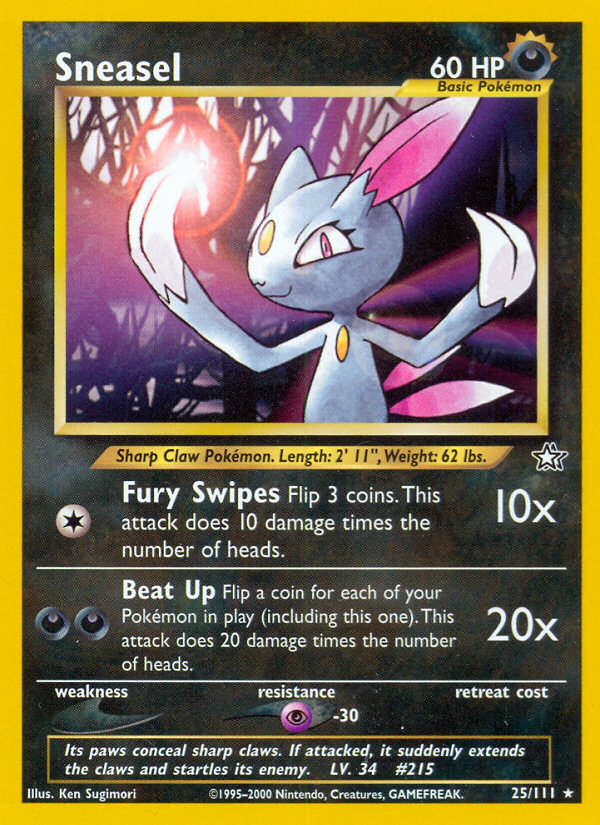 Sneasel
60 HP
Basic Pokémon
Sharp Claw Pokémon. Length: 2' 11", Weight: 62 lbs.
Fury Swipes Flip 3 coins. This
attack does 10 damage times the
number of heads.
10x
Beat Up Flip a coin for each of your
Pokémon in play (including this one). This
attack does 20 damage times the number
of heads.
20x
weakness resistance retreat cost
-30
Its paws conceal sharp claws. If attacked, it suddenly extends
the claws and startles its enemy. LV. 34 #215
Illus. Ken Sugimori ©1995–2000 Nintendo, Creatures, GAMEFREAK. 25/111 ★